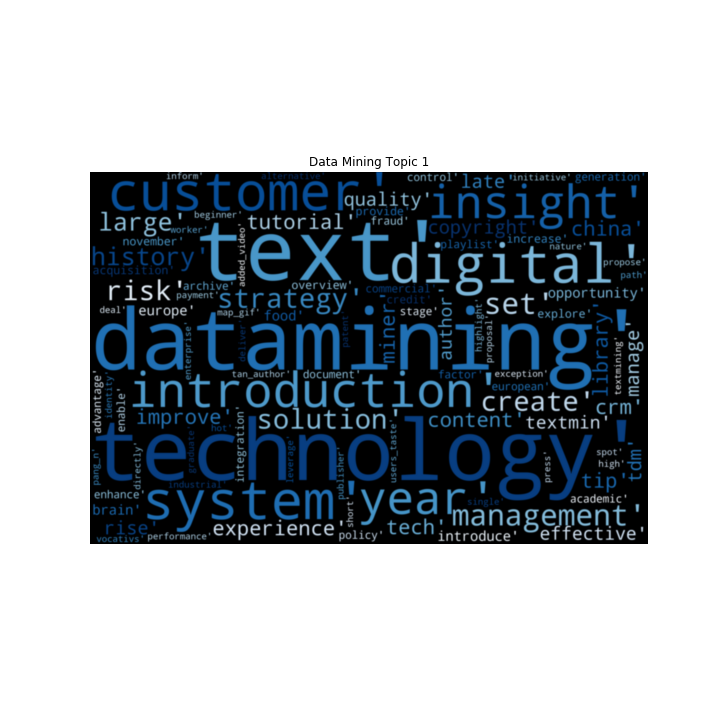 Data Mining Topic 1
inform'
alternative'
control'
late'
initiative'
generation'
customer'
quality'
insight'
large'
worker'
beginner'
tutorial'
provide'
fraud'
copyright'
china'
november'
text'
playlist'
increase'
nature'
history'
added_video'
digital'
propose'
acquisition'
path'
risk'
archive'
payment'
overview'
commercial'
strategy'
credit'
set'
opportunity'
deal'
europe'
map_gif'
food'
patent'
miner'
stage'
author'
highlight'
proposal'
explore'
library'
textmining'
manage'
datamining'
enterprise'
deliver'
tan_author'
document'
factor'
exception'
european'
advantage'
identity'
enable'
introduction'
create'
crm'
improve'
integration'
solution'
content'
textmin'
technology'
hot'
graduate'
leverage'
users_taste'
press'
spot'
high'
tdm'
pang_n'
directly'
industrial'
publisher'
tip'
enhance'
system'
short'
year'
single'
academic'
brain'
management'
rise'
experience'
tech'
effective'
vocativs'
performance'
policy'
introduce'